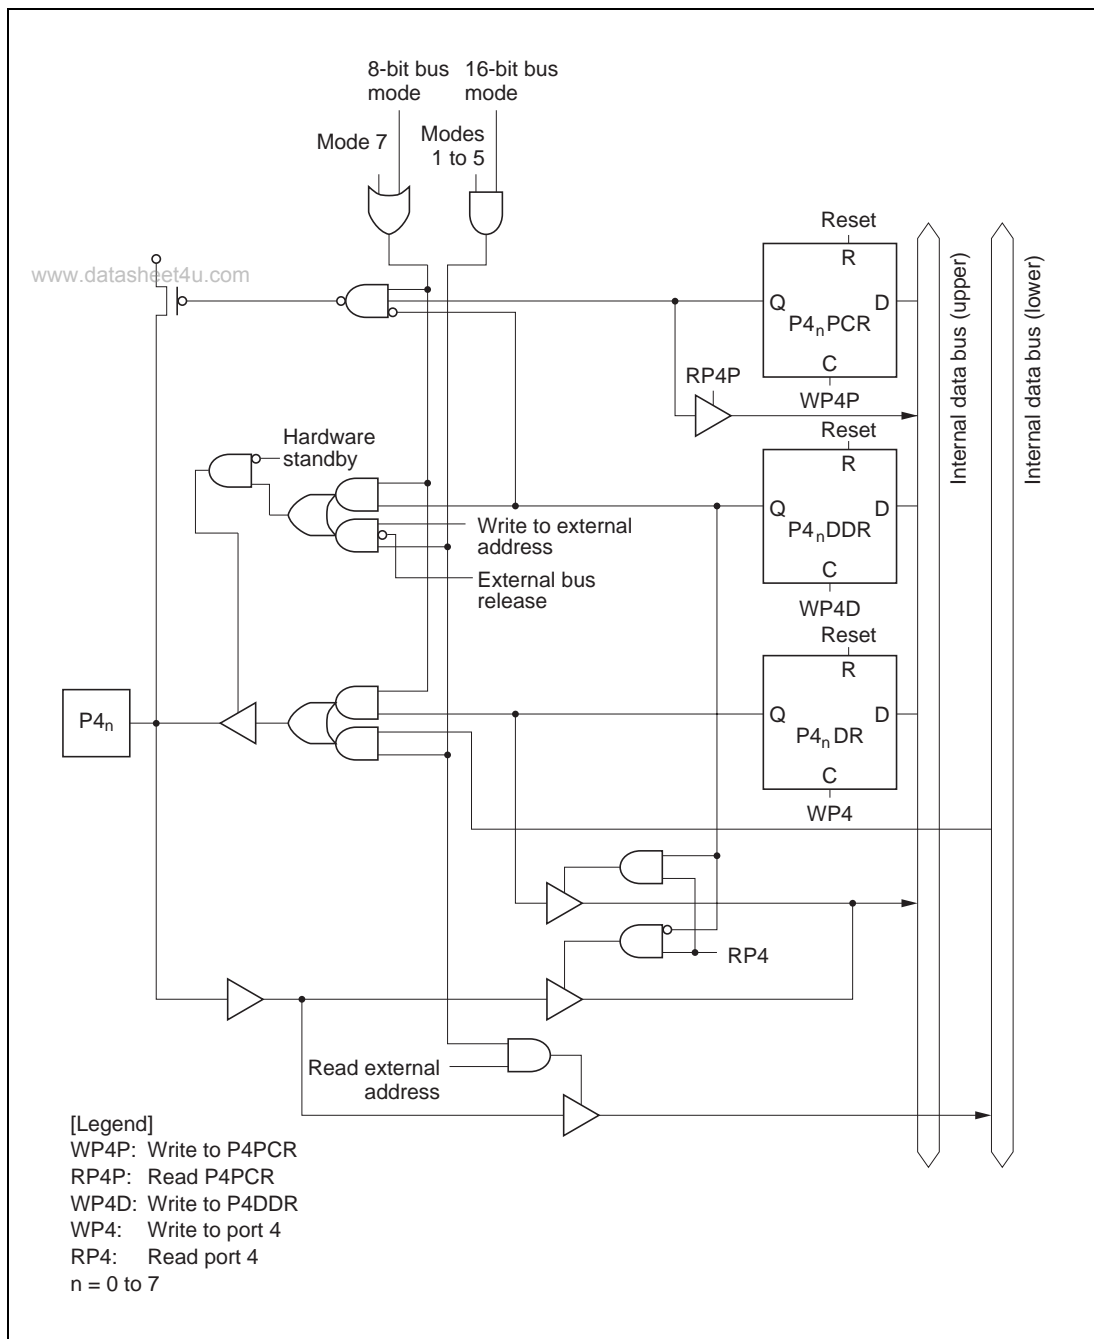 8-bit bus
mode
16-bit bus
mode
Mode 7
Modes
1 to 5
www.datasheet4u.com
Reset
R
Q
D
P4nPCR
C
WP4P
RP4P
Internal data bus (upper)
Internal data bus (lower)
Hardware
standby
Reset
R
Q
D
P4nDDR
C
WP4D
Write to external
address
External bus
release
Reset
R
Q
D
P4n DR
C
WP4
P4n
RP4
Read external
address
[Legend]
WP4P: Write to P4PCR
RP4P: Read P4PCR
WP4D: Write to P4DDR
WP4: Write to port 4
RP4: Read port 4
n = 0 to 7